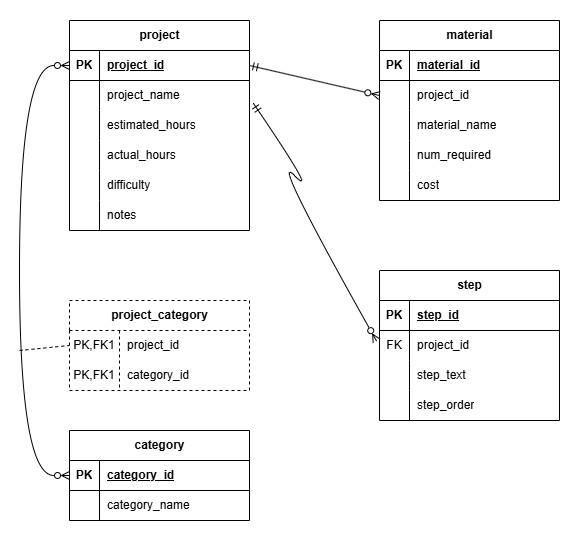 project
PK project_id
project_name
estimated_hours
actual_hours
difficulty
notes
material
PK material_id
project_id
material_name
num_required
cost
project_category
PK,FK1 project_id
PK,FK1 category_id
step
PK step_id
FK project_id
step_text
step_order
category
PK category_id
category_name